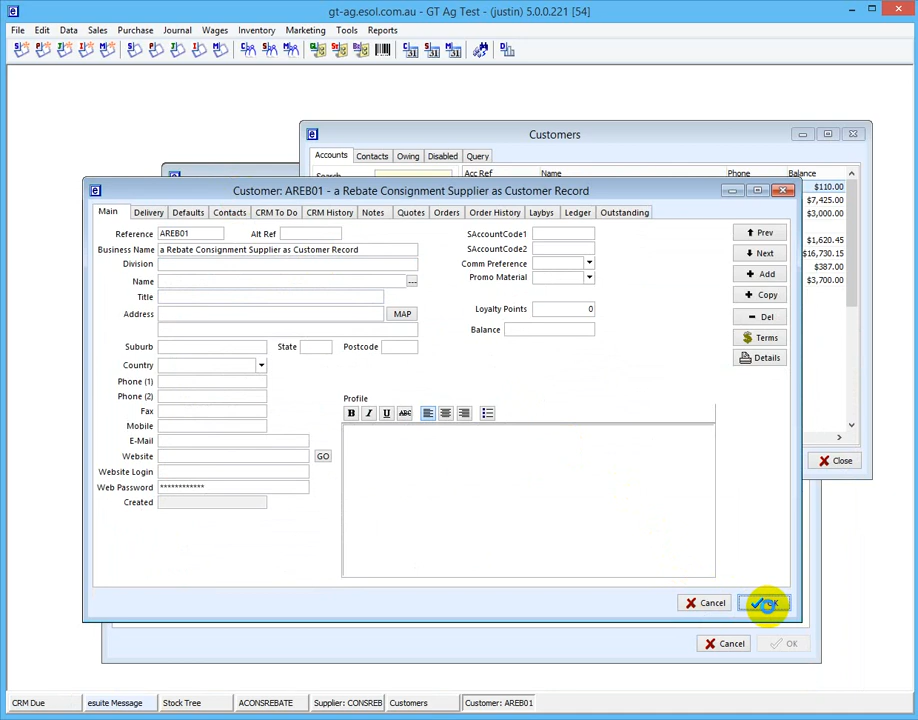 gt-ag.esol.com.au - GT Ag Test - (justin) 5.0.0.221 [54]
File Edit Data Sales Purchase Journal Wages Inventory Marketing Tools Reports
Customers
Accounts Contacts Owing Disabled Query
Acc Ref Name Phone Balance
$110.00
$7,425.00
$3,000.00
$1,620.45
$16,730.15
$387.00
$3,700.00
Close
Customer: AREB01 - a Rebate Consignment Supplier as Customer Record
Main Delivery Defaults Contacts CRM To Do CRM History Notes Quotes Orders Order History Laybys Ledger Outstanding
Reference AREB01 Alt Ref
Business Name a Rebate Consignment Supplier as Customer Record
Division
Name ...
Title
Address MAP
Suburb State Postcode
Country
Phone (1)
Phone (2)
Fax
Mobile
E-Mail
Website GO
Website Login
Web Password ************
Created
SAccountCode1
SAccountCode2
Comm Preference
Promo Material
Loyalty Points 0
Balance
Profile
B I U ABC
Prev
Next
Add
Copy
Del
Terms
Details
Cancel OK
Cancel OK
CRM Due esuite Message Stock Tree ACONSREBATE Supplier: CONSREB Customers Customer: AREB01